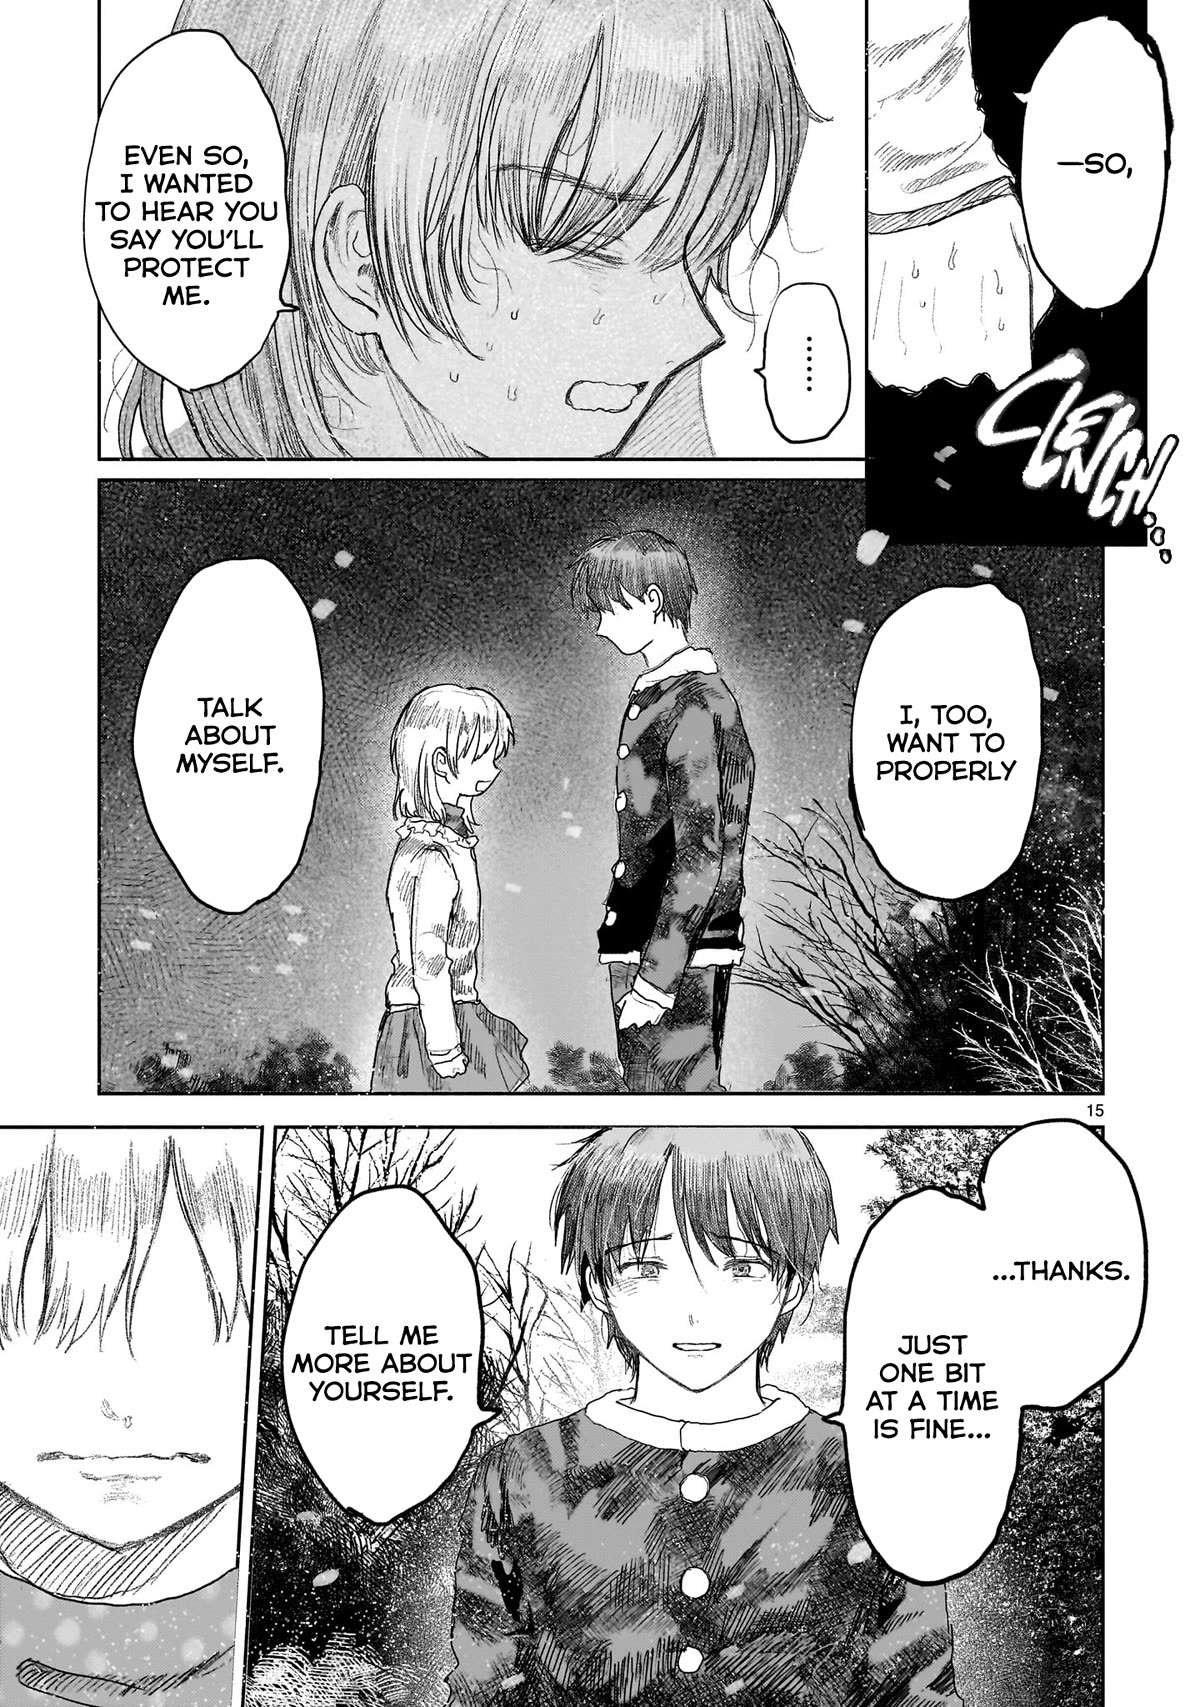 —SO,
CLENCH!
......
EVEN SO,
I WANTED
TO HEAR YOU
SAY YOU'LL
PROTECT
ME.
I, TOO,
WANT TO
PROPERLY
TALK
ABOUT
MYSELF.
15
...THANKS.
JUST
ONE BIT
AT A TIME
IS FINE...
TELL ME
MORE ABOUT
YOURSELF.